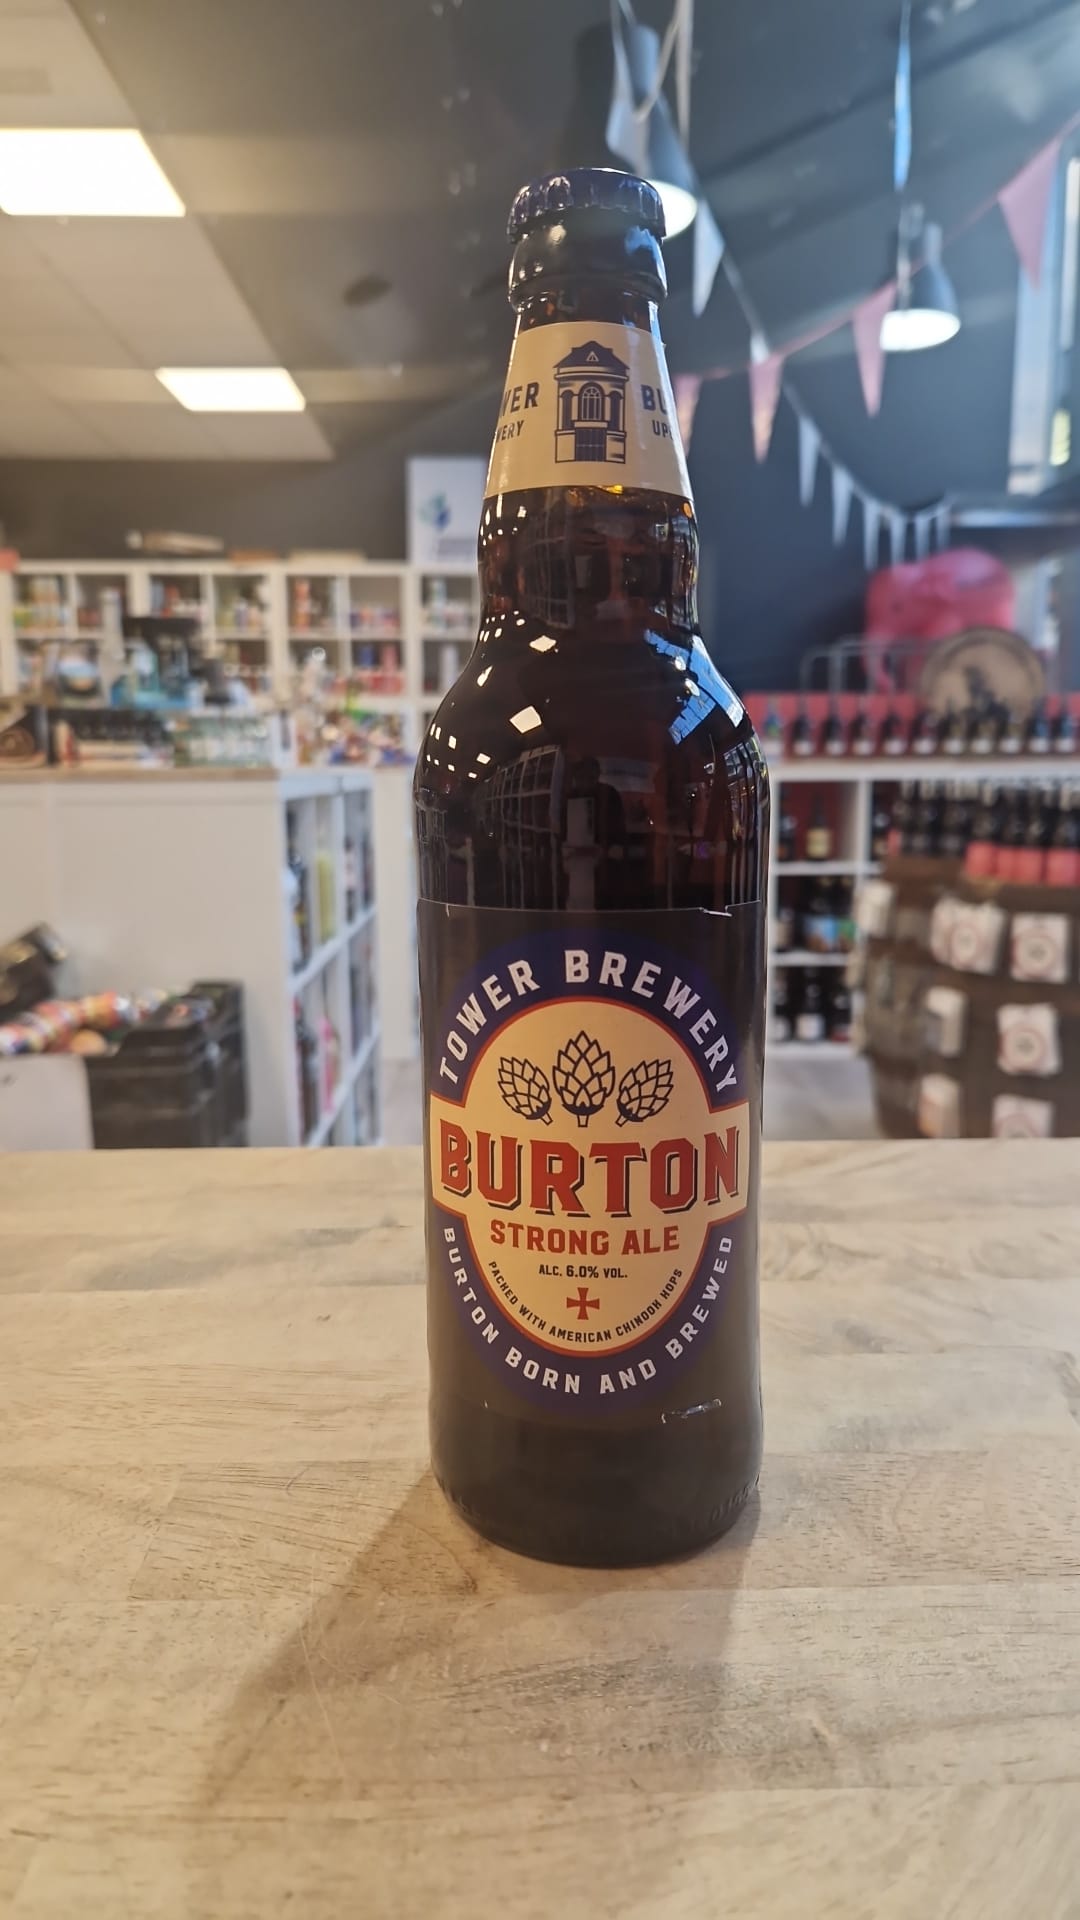 TOWER BREWERY
BURTON
STRONG ALE
ALC. 6.0% VOL.
PACKED WITH AMERICAN CHINOOK HOPS
BURTON BORN AND BREWED